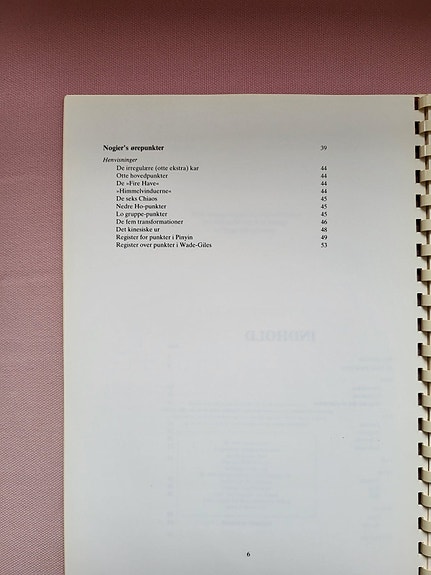 Nogier's ørepunkter 39
Henvisninger
De irregulære (otte ekstra) kar 44
Otte hovedpunkter 44
De »Fire Have« 44
»Himmelvinduerne« 44
De seks Chiaos 45
Nedre Ho-punkter 45
Lo gruppe-punkter 45
De fem transformationer 46
Det kinesiske ur 48
Register for punkter i Pinyin 49
Register over punkter i Wade-Giles 53
INDHOLD
6